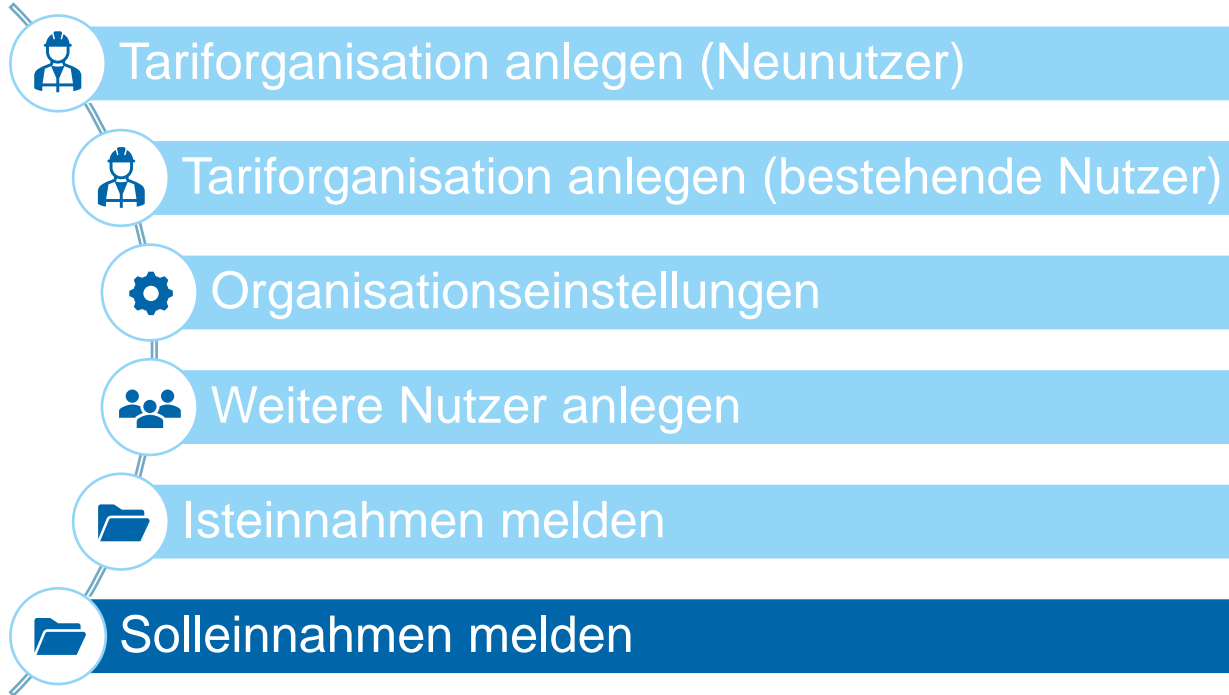 Tariforganisation anlegen (Neunutzer)
Tariforganisation anlegen (bestehende Nutzer)
Organisationseinstellungen
Weitere Nutzer anlegen
Isteinnahmen melden
Solleinnahmen melden